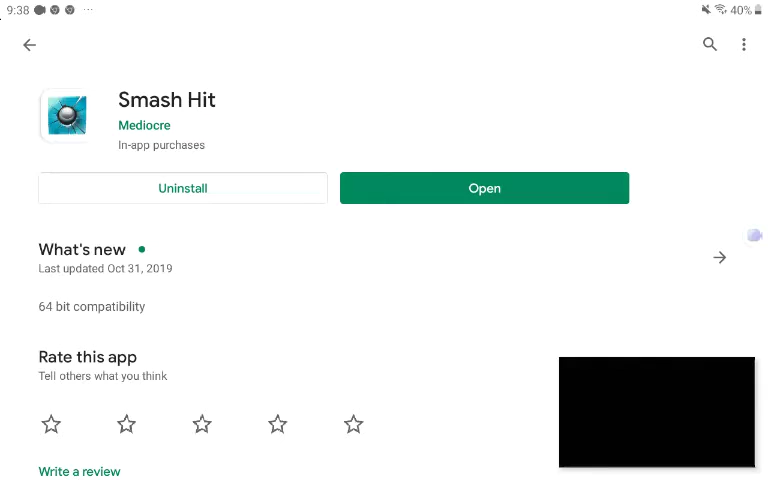 9:38
40%
Smash Hit
Mediocre
In-app purchases
Uninstall
Open
What's new
Last updated Oct 31, 2019
64 bit compatibility
Rate this app
Tell others what you think
Write a review